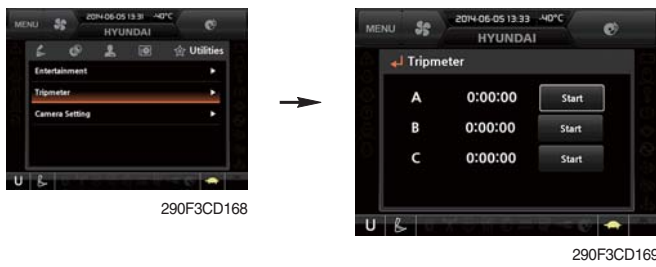 MENU 2014-06-05 13:31 -40°C
HYUNDAI
Utilities
Entertainment
Tripmeter
Camera Setting
U
290F3CD168
MENU 2014-06-05 13:33 -40°C
HYUNDAI
Tripmeter
A 0:00:00 Start
B 0:00:00 Start
C 0:00:00 Start
U
290F3CD169